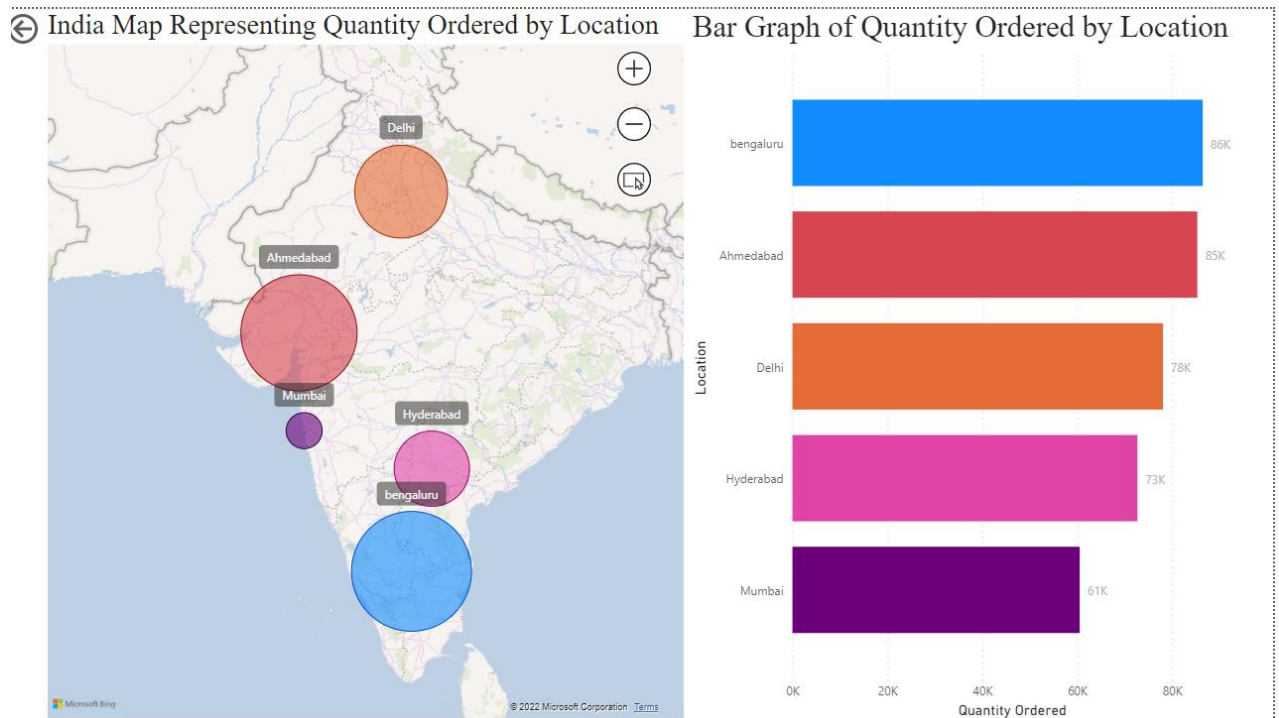 India Map Representing Quantity Ordered by Location
Delhi
Ahmedabad
Mumbai
Hyderabad
bengaluru
Microsoft Bing
© 2022 Microsoft Corporation Terms
Bar Graph of Quantity Ordered by Location
Location
bengaluru 86K
Ahmedabad 85K
Delhi 78K
Hyderabad 73K
Mumbai 61K
0K 20K 40K 60K 80K
Quantity Ordered